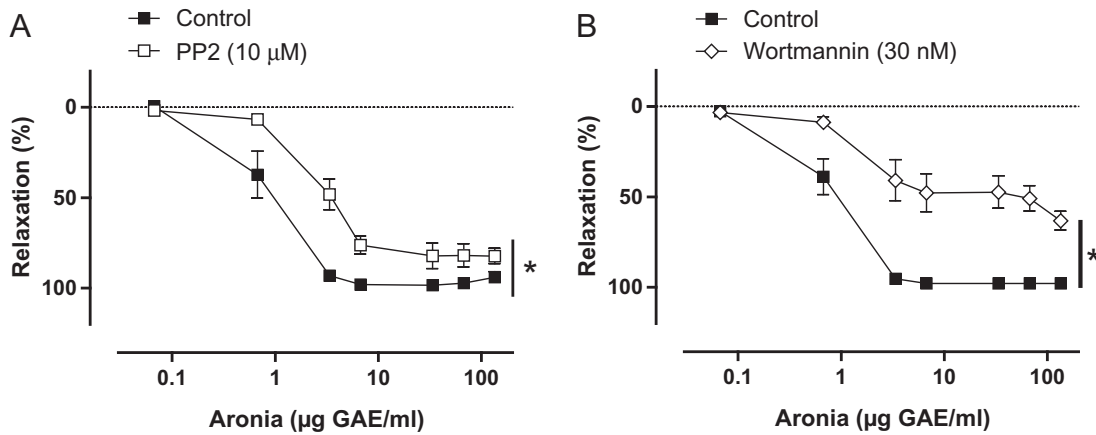 A
Control
PP2 (10 μM)
Relaxation (%)
0
50
100
*
0.1 1 10 100
Aronia (μg GAE/ml)
B
Control
Wortmannin (30 nM)
Relaxation (%)
0
50
100
*
0.1 1 10 100
Aronia (μg GAE/ml)